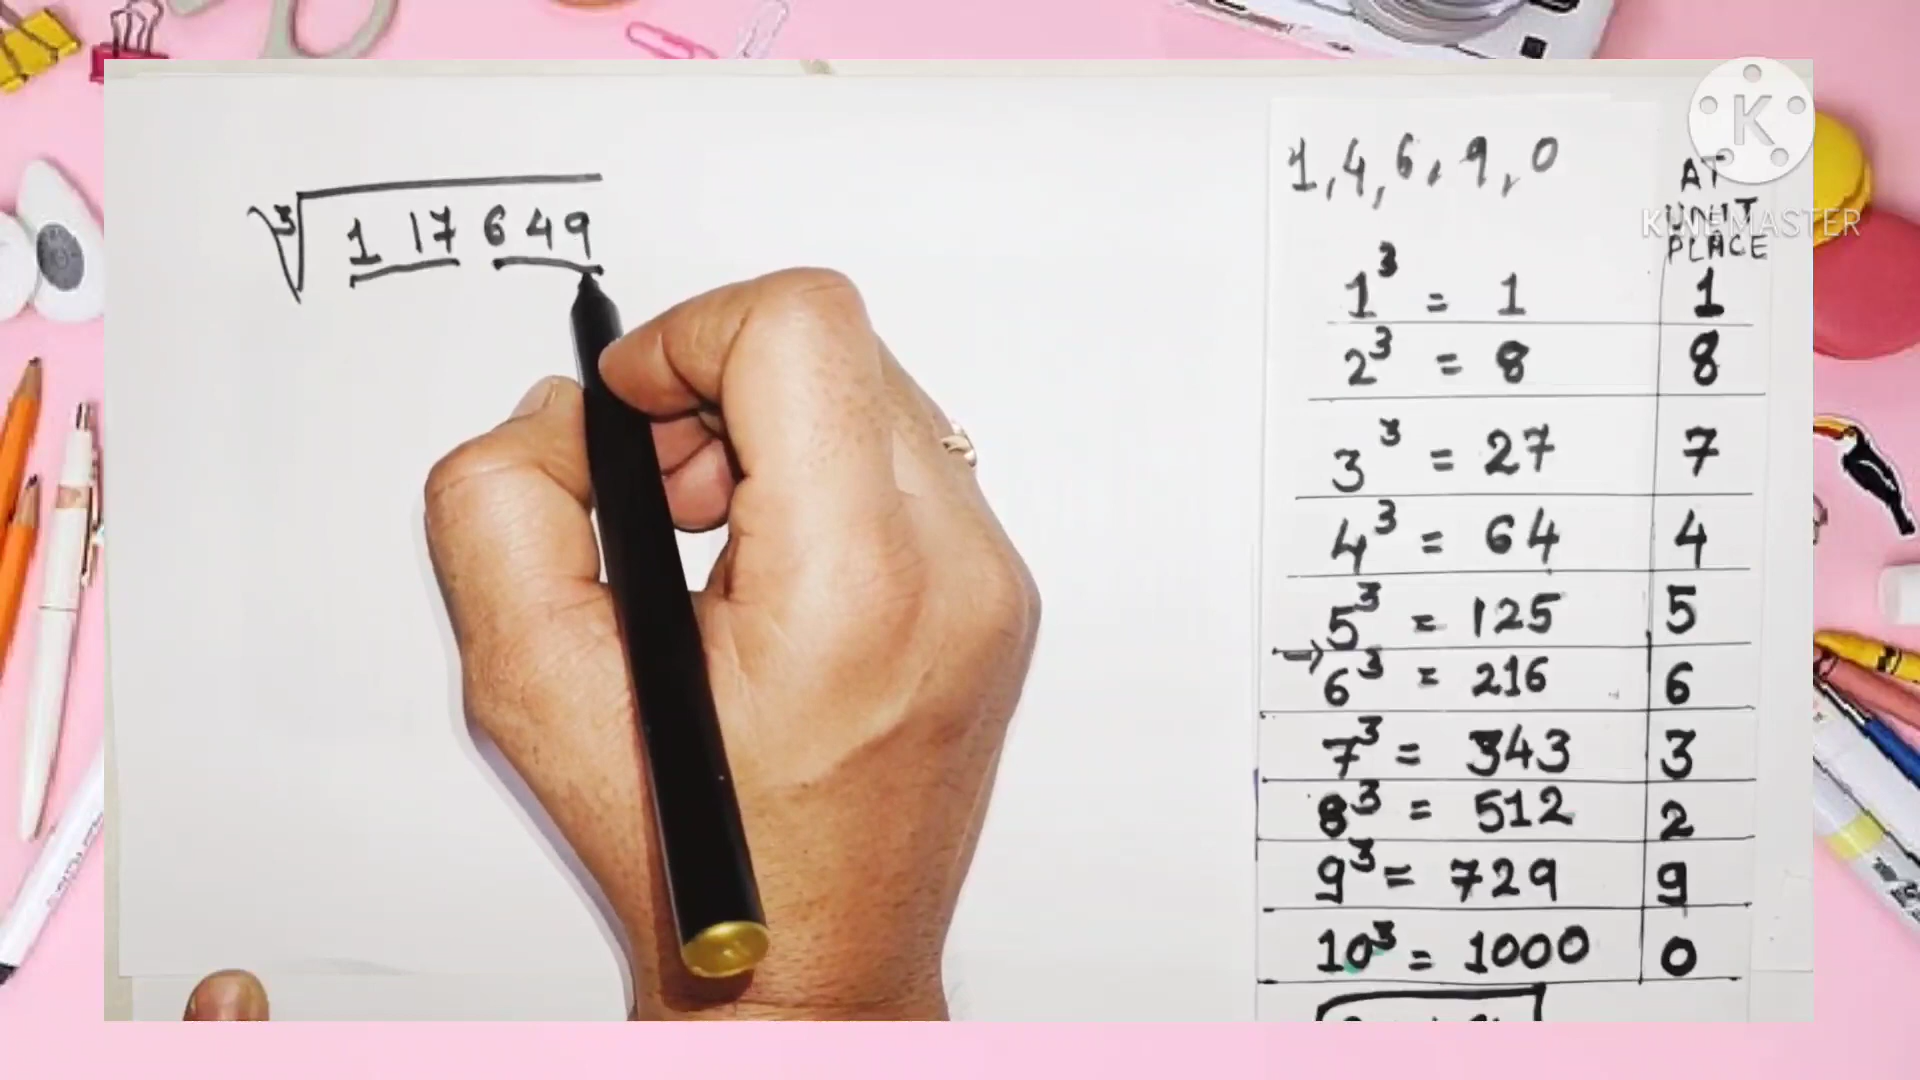 ∛117 649
1, 4, 6, 9, 0
AT
UNIT
PLACE
1³ = 1 1
2³ = 8 8
3³ = 27 7
4³ = 64 4
5³ = 125 5
→ 6³ = 216 6
7³ = 343 3
8³ = 512 2
9³ = 729 9
10³ = 1000 0
K
KINEMASTER